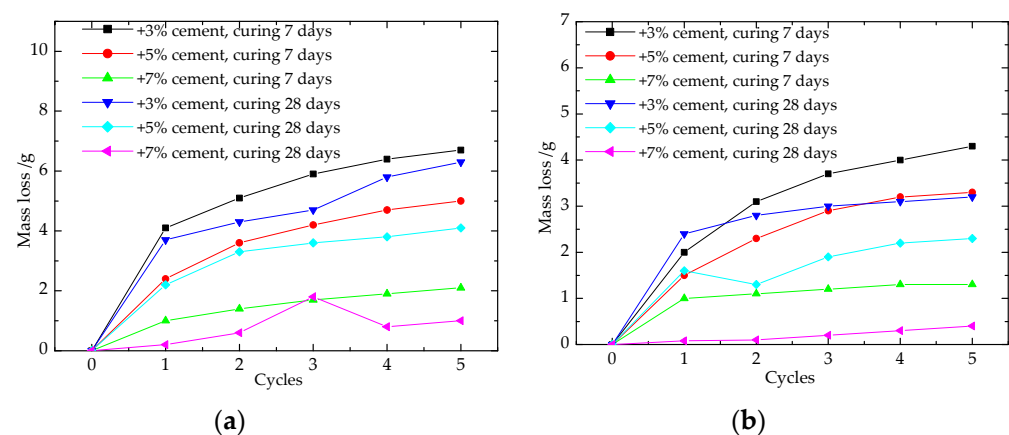 10
8
6
4
2
0
Mass loss /g
+3% cement, curing 7 days
+5% cement, curing 7 days
+7% cement, curing 7 days
+3% cement, curing 28 days
+5% cement, curing 28 days
+7% cement, curing 28 days
0 1 2 3 4 5
Cycles
(a)
7
6
5
4
3
2
1
0
Mass loss /g
+3% cement, curing 7 days
+5% cement, curing 7 days
+7% cement, curing 7 days
+3% cement, curing 28 days
+5% cement, curing 28 days
+7% cement, curing 28 days
0 1 2 3 4 5
Cycles
(b)